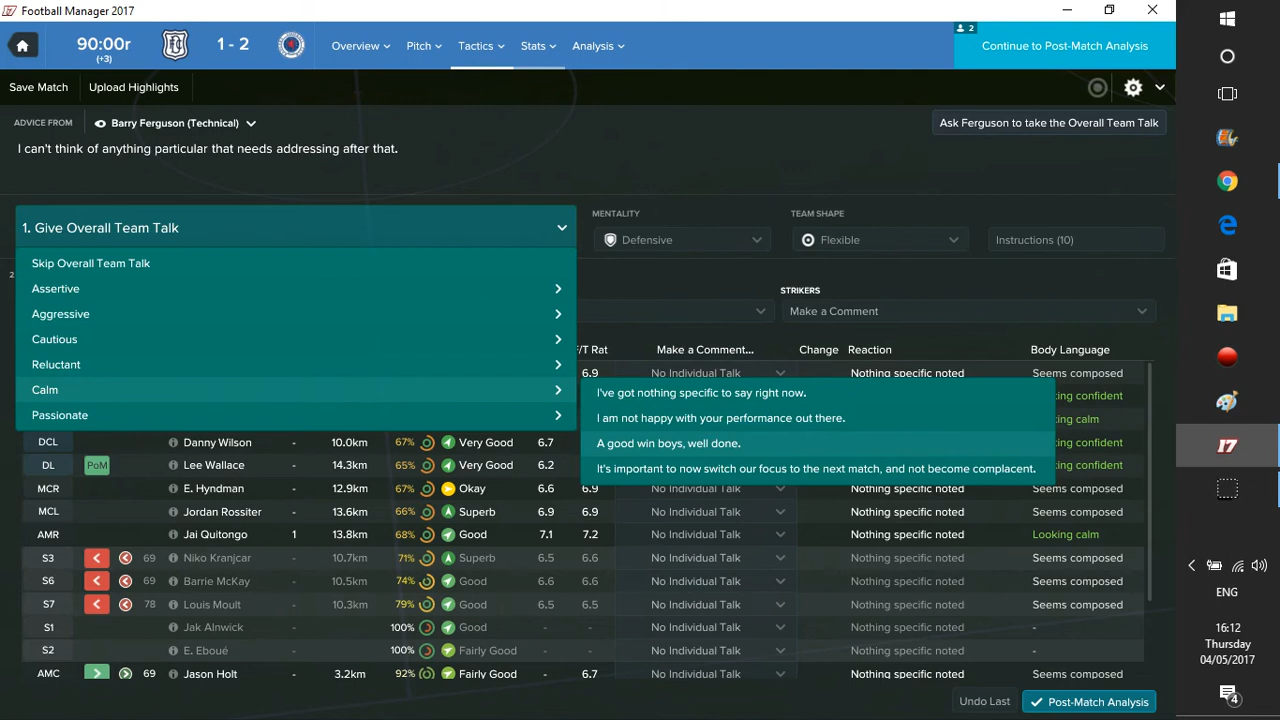 17 Football Manager 2017
90:00r
(+3)
1 - 2
Overview
Pitch
Tactics
Stats
Analysis
2
Continue to Post-Match Analysis
Save Match
Upload Highlights
ADVICE FROM
Barry Ferguson (Technical)
Ask Ferguson to take the Overall Team Talk
I can't think of anything particular that needs addressing after that.
1. Give Overall Team Talk
MENTALITY
Defensive
TEAM SHAPE
Flexible
Instructions (10)
Skip Overall Team Talk
Assertive
Aggressive
Cautious
Reluctant
Calm
Passionate
2
STRIKERS
Make a Comment
F/T Rat
Make a Comment...
Change
Reaction
Body Language
6.9 No Individual Talk Nothing specific noted Seems composed
I've got nothing specific to say right now.
I am not happy with your performance out there.
A good win boys, well done.
It's important to now switch our focus to the next match, and not become complacent.
king confident
ng calm
king confident
king confident
DCL Danny Wilson - 10.0km 67% Very Good 6.7
DL PoM Lee Wallace - 14.3km 65% Very Good 6.2
MCR E. Hyndman - 12.9km 67% Okay 6.6 6.9 No Individual Talk Nothing specific noted Seems composed
MCL Jordan Rossiter - 13.6km 66% Superb 6.9 6.9 No Individual Talk Nothing specific noted Seems composed
AMR Jai Quitongo 1 13.8km 68% Good 7.1 7.2 No Individual Talk Nothing specific noted Looking calm
S3 69 Niko Kranjcar - 10.7km 71% Superb 6.5 6.6 No Individual Talk Nothing specific noted Seems composed
S6 69 Barrie McKay - 10.5km 74% Good 6.6 6.6 No Individual Talk Nothing specific noted Seems composed
S7 78 Louis Moult - 10.3km 79% Good 6.5 6.5 No Individual Talk Nothing specific noted Seems composed
S1 Jak Alnwick - - 100% Good - - No Individual Talk Nothing specific noted -
S2 E. Eboué - - 100% Fairly Good - - No Individual Talk Nothing specific noted -
AMC 69 Jason Holt - 3.2km 92% Fairly Good - 6.7 No Individual Talk Nothing specific noted Seems composed
Undo Last
Post-Match Analysis
17
ENG
16:12
Thursday
04/05/2017
4